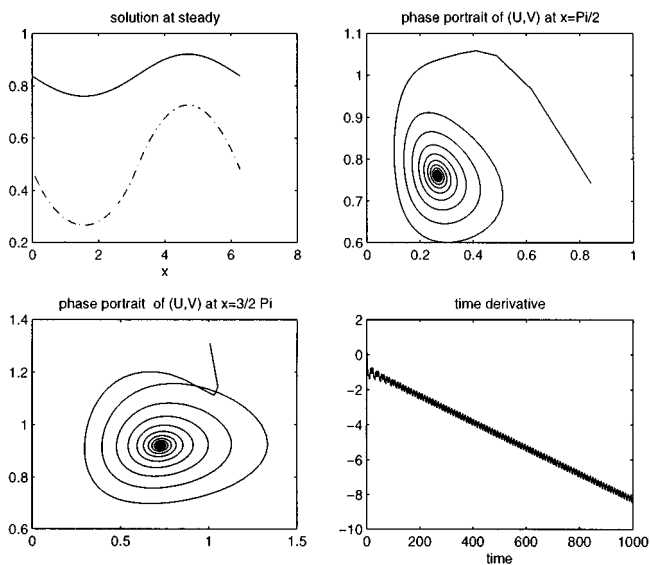 solution at steady
1
0.8
0.6
0.4
0.2
0 2 4 6 8
x
phase portrait of (U,V) at x=Pi/2
1.1
1
0.9
0.8
0.7
0.6
0 0.2 0.4 0.6 0.8 1
phase portrait of (U,V) at x=3/2 Pi
1.4
1.2
1
0.8
0.6
0 0.5 1 1.5
time derivative
2
0
−2
−4
−6
−8
−10
0 200 400 600 800 1000
time